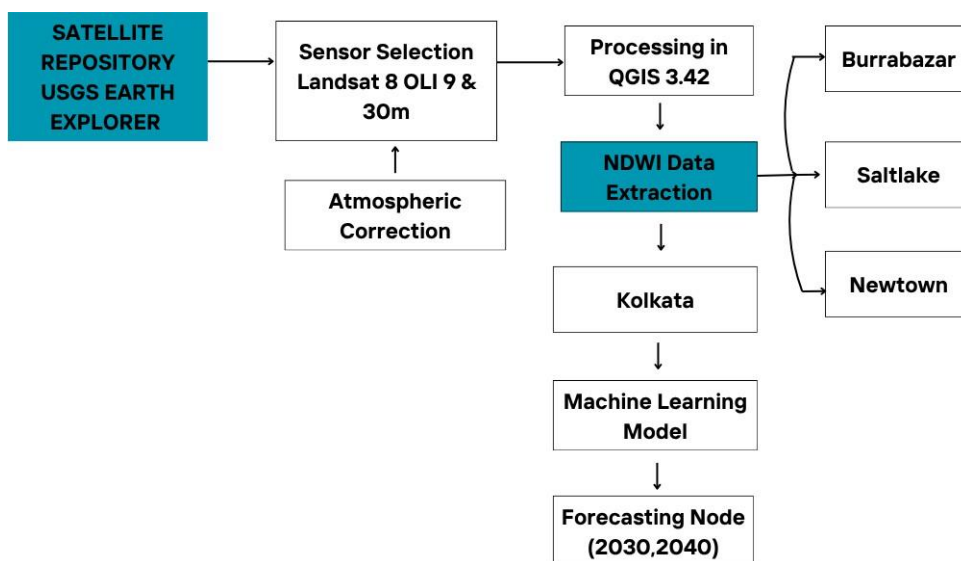 SATELLITE
REPOSITORY
USGS EARTH
EXPLORER
Sensor Selection
Landsat 8 OLI 9 &
30m
Atmospheric
Correction
Processing in
QGIS 3.42
NDWI Data
Extraction
Burrabazar
Saltlake
Newtown
Kolkata
Machine Learning
Model
Forecasting Node
(2030,2040)